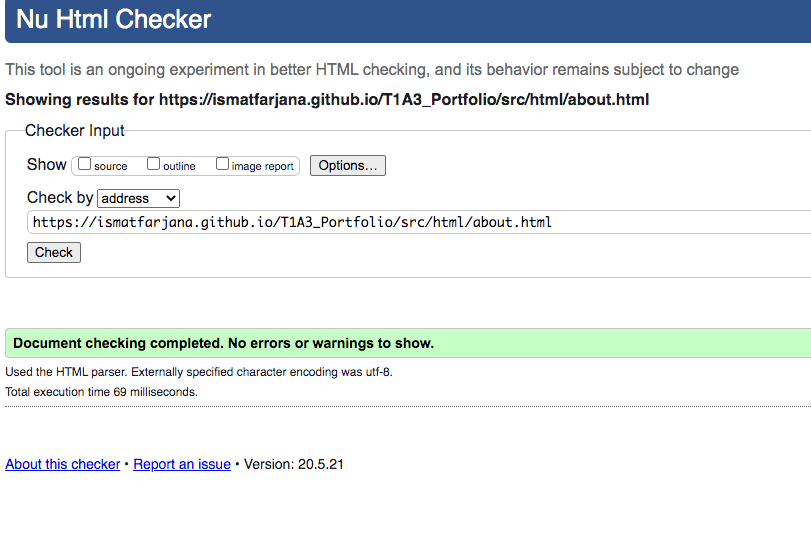 Nu Html Checker
This tool is an ongoing experiment in better HTML checking, and its behavior remains subject to change
Showing results for https://ismatfarjana.github.io/T1A3_Portfolio/src/html/about.html
Checker Input
Show source outline image report Options...
Check by address
https://ismatfarjana.github.io/T1A3_Portfolio/src/html/about.html
Check
Document checking completed. No errors or warnings to show.
Used the HTML parser. Externally specified character encoding was utf-8.
Total execution time 69 milliseconds.
About this checker • Report an issue • Version: 20.5.21